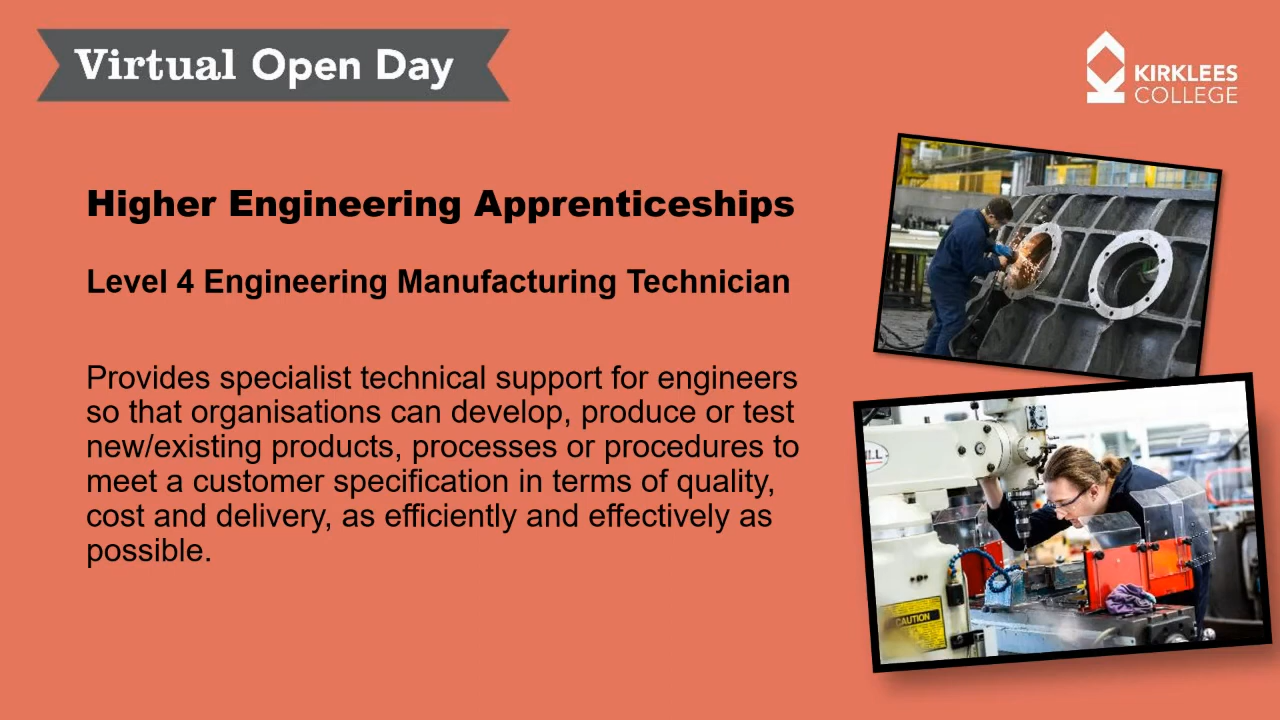 Virtual Open Day
KIRKLEES
COLLEGE
Higher Engineering Apprenticeships
Level 4 Engineering Manufacturing Technician
Provides specialist technical support for engineers
so that organisations can develop, produce or test
new/existing products, processes or procedures to
meet a customer specification in terms of quality,
cost and delivery, as efficiently and effectively as
possible.
CAUTION